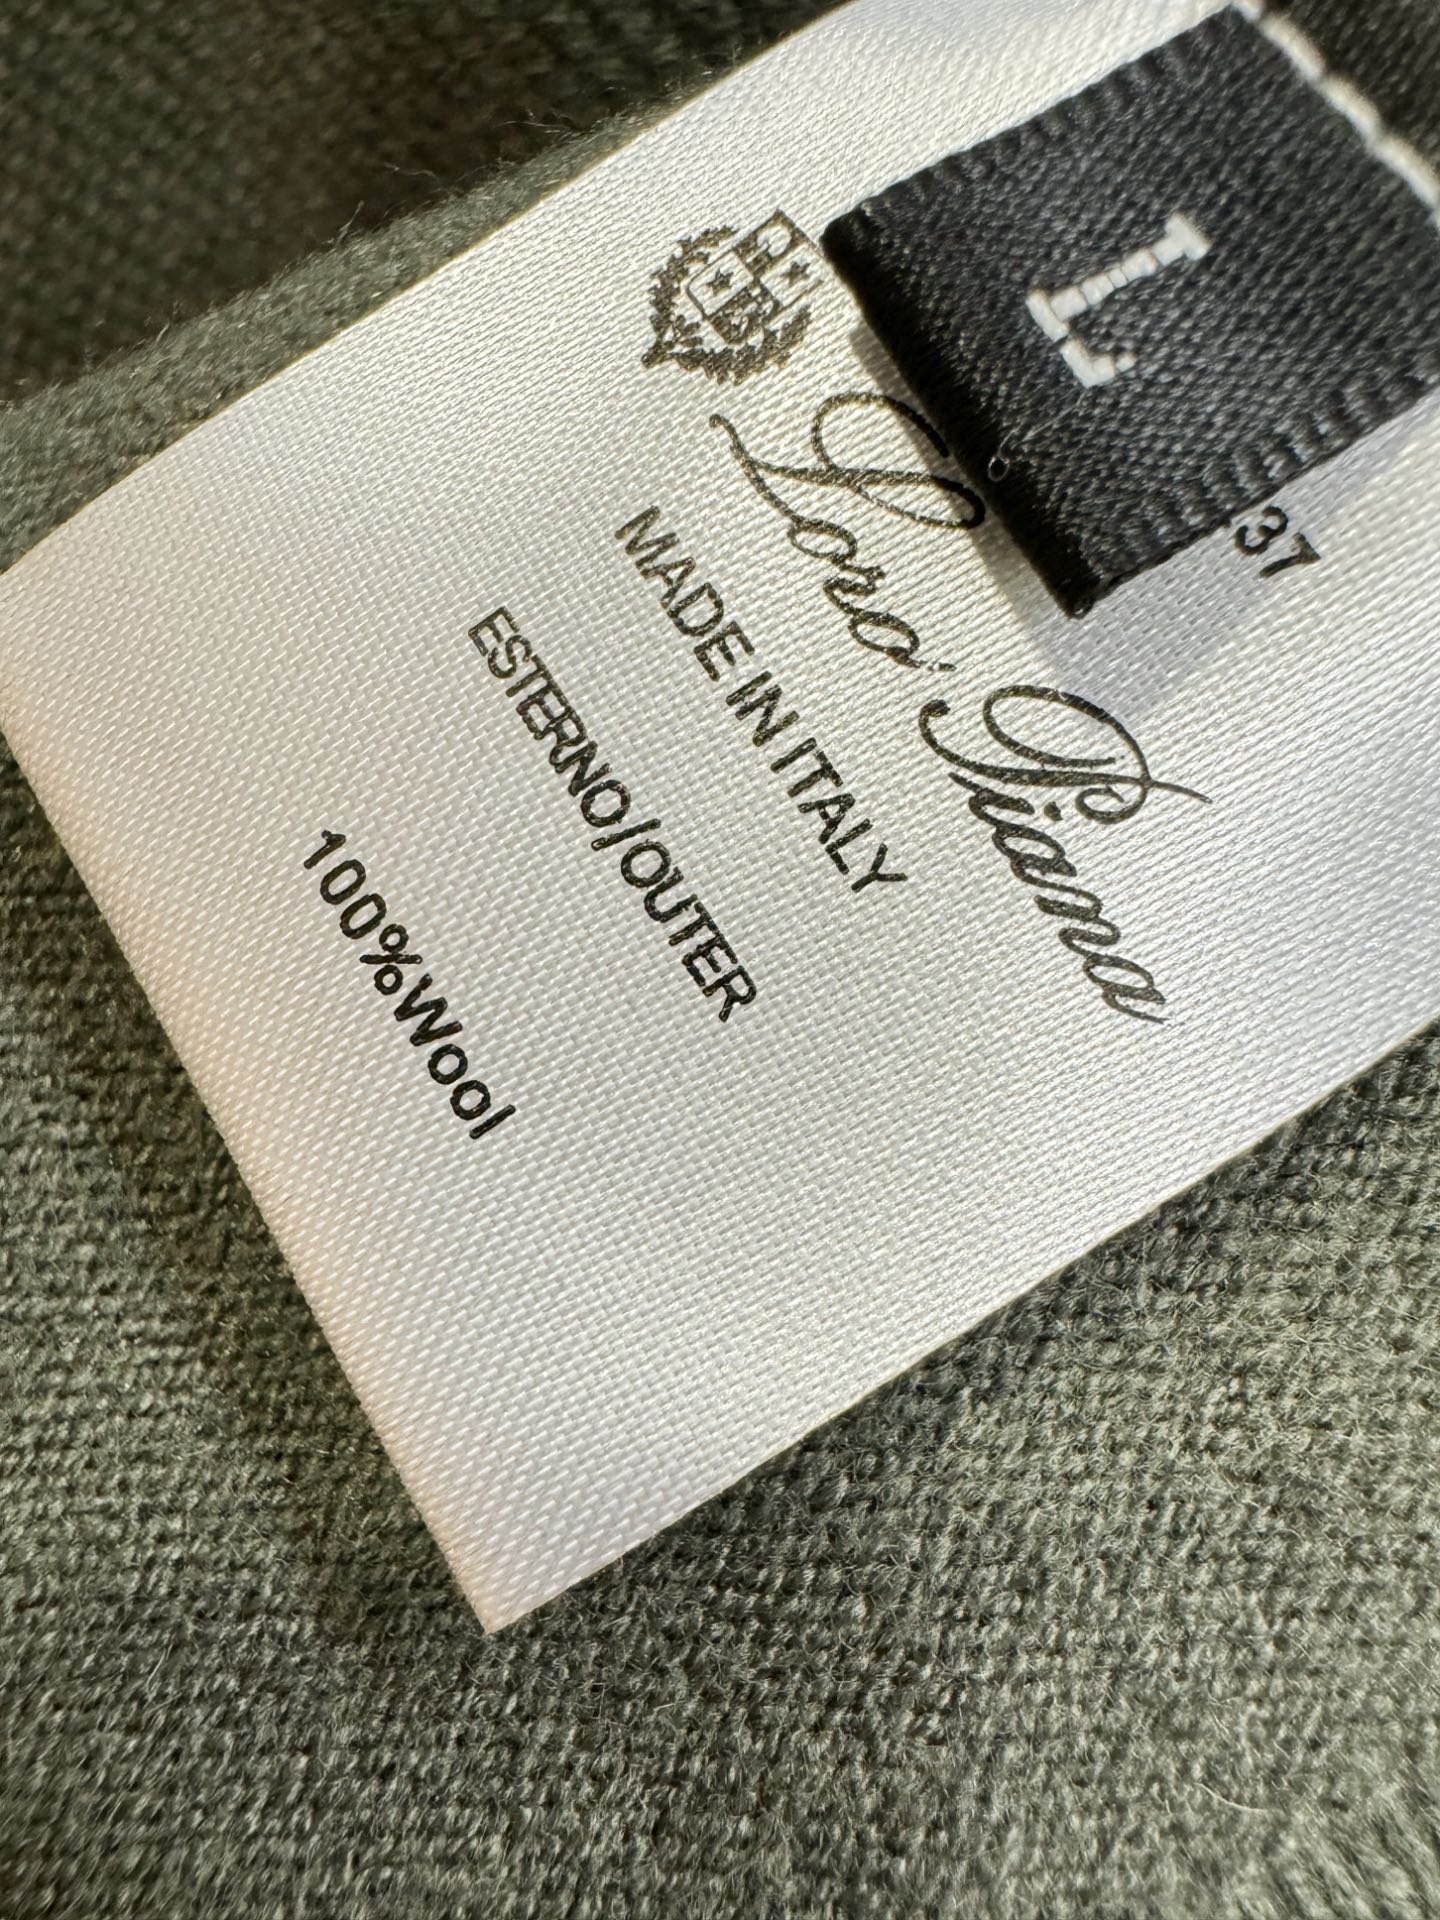 L
37
Loro Piana
MADE IN ITALY
ESTERNO/OUTER
100%Wool